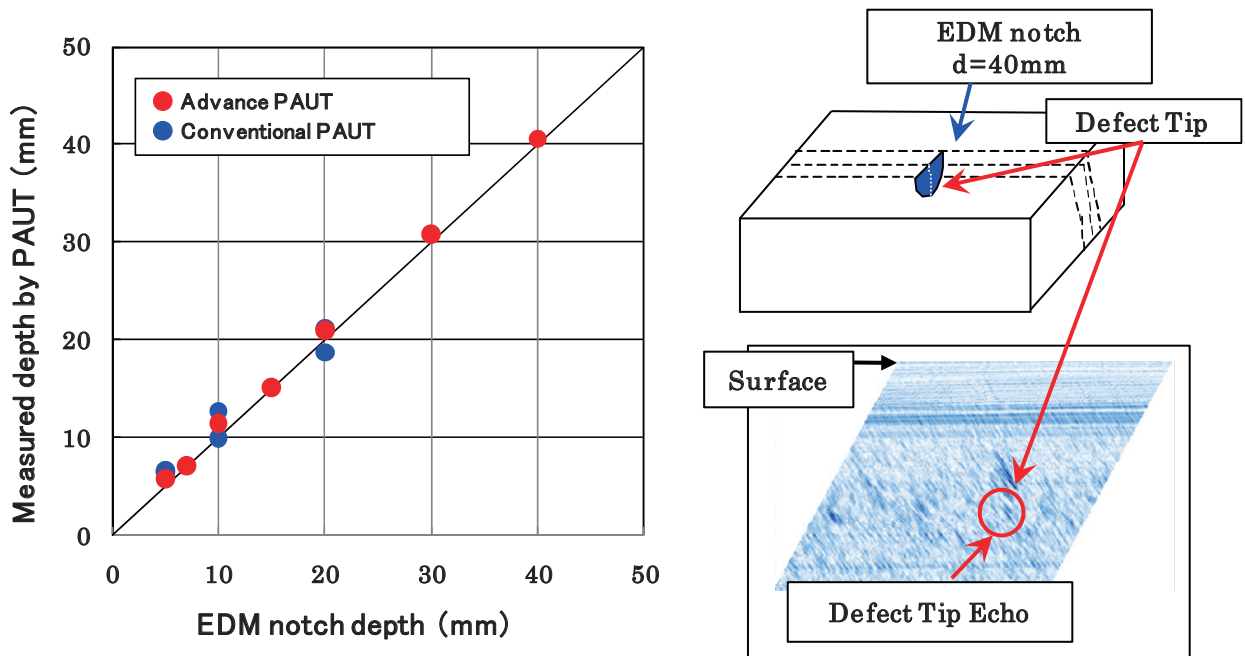 50
40
30
20
10
0
0
10
20
30
40
50
Measured depth by PAUT (mm)
EDM notch depth (mm)
Advance PAUT
Conventional PAUT
EDM notch
d=40mm
Defect Tip
Surface
Defect Tip Echo